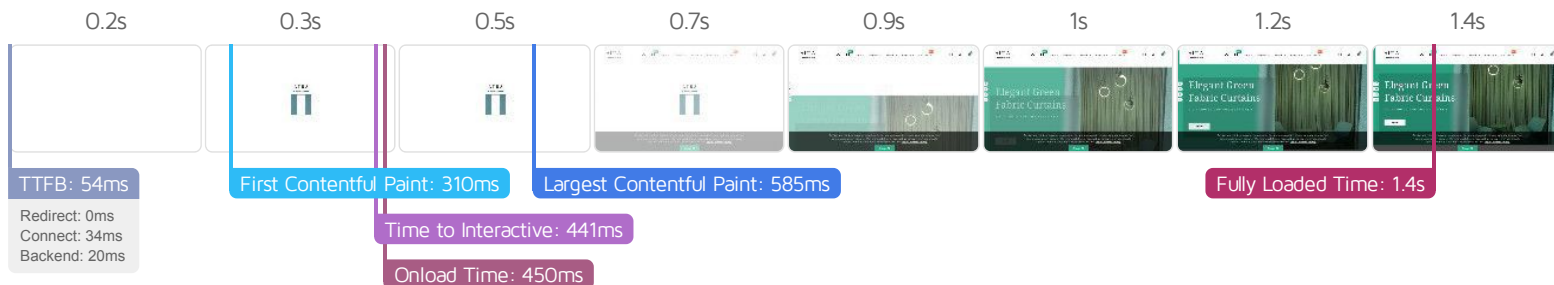 0.2s
0.3s
0.5s
0.7s
0.9s
1s
1.2s
1.4s
Elegant Green
Fabric Curtains
Elegant Green
Fabric Curtains
Elegant Green
Fabric Curtains
TTFB: 54ms
First Contentful Paint: 310ms
Largest Contentful Paint: 585ms
Fully Loaded Time: 1.4s
Redirect: 0ms
Connect: 34ms
Backend: 20ms
Time to Interactive: 441ms
Onload Time: 450ms